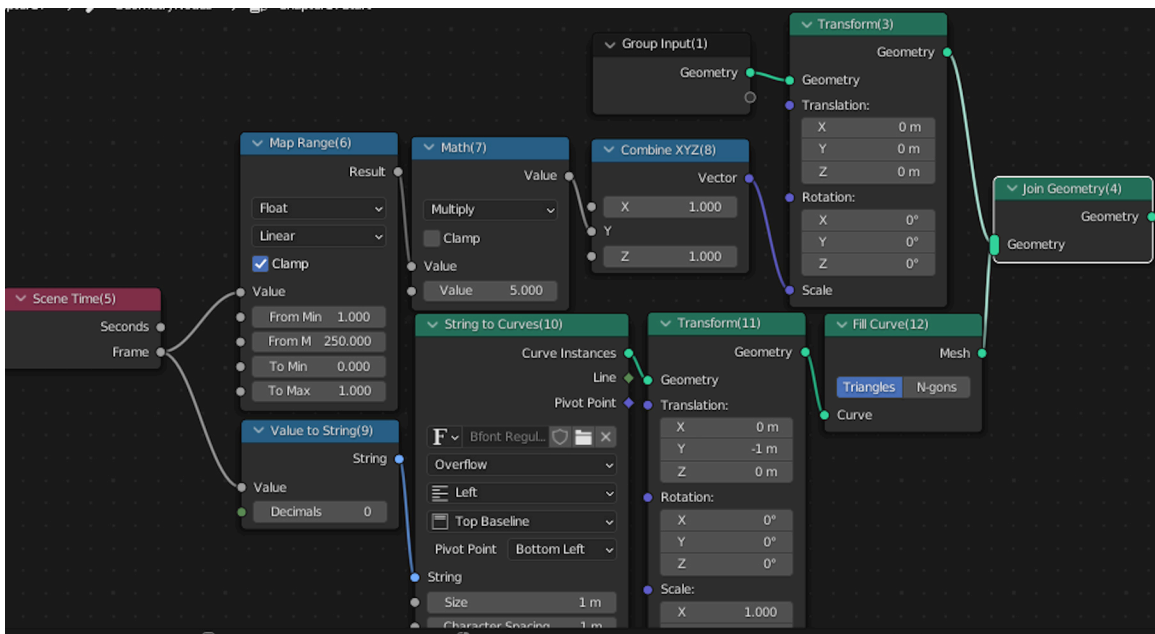 Group Input(1)
Geometry
Transform(3)
Geometry
Geometry
Translation:
X 0 m
Y 0 m
Z 0 m
Rotation:
X 0°
Y 0°
Z 0°
Scale
Join Geometry(4)
Geometry
Geometry
Scene Time(5)
Seconds
Frame
Map Range(6)
Result
Float
Linear
Clamp
Value
From Min 1.000
From M 250.000
To Min 0.000
To Max 1.000
Math(7)
Value
Multiply
Clamp
Value
Value 5.000
Combine XYZ(8)
Vector
X 1.000
Y
Z 1.000
Value to String(9)
String
Value
Decimals 0
String to Curves(10)
Curve Instances
Line
Pivot Point
F Bfont Regul...
Overflow
Left
Top Baseline
Pivot Point Bottom Left
String
Size 1 m
Character Spacing 1 m
Transform(11)
Geometry
Geometry
Translation:
X 0 m
Y -1 m
Z 0 m
Rotation:
X 0°
Y 0°
Z 0°
Scale:
X 1.000
Fill Curve(12)
Mesh
Triangles N-gons
Curve